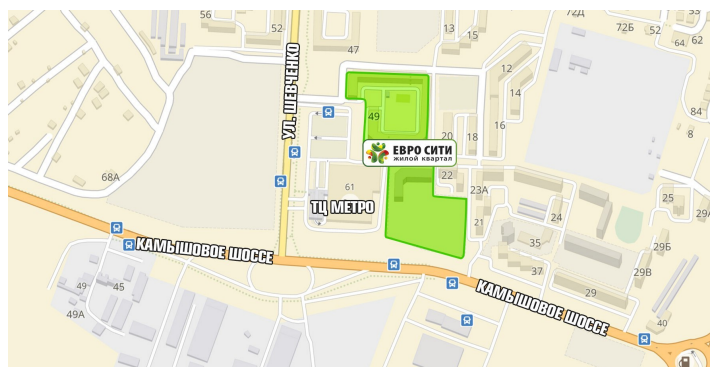 56
52
47
13
15
72Д
72Б
52
53
64
62
12
14
84
УЛ. ШЕВЧЕНКО
49
16
20
18
8
ЕВРО СИТИ
жилой квартал
68А
61
22
23А
25
29А
ТЦ МЕТРО
21
24
КАМЫШОВОЕ ШОССЕ
35
29Б
37
29В
49
45
29
КАМЫШОВОЕ ШОССЕ
49А
40